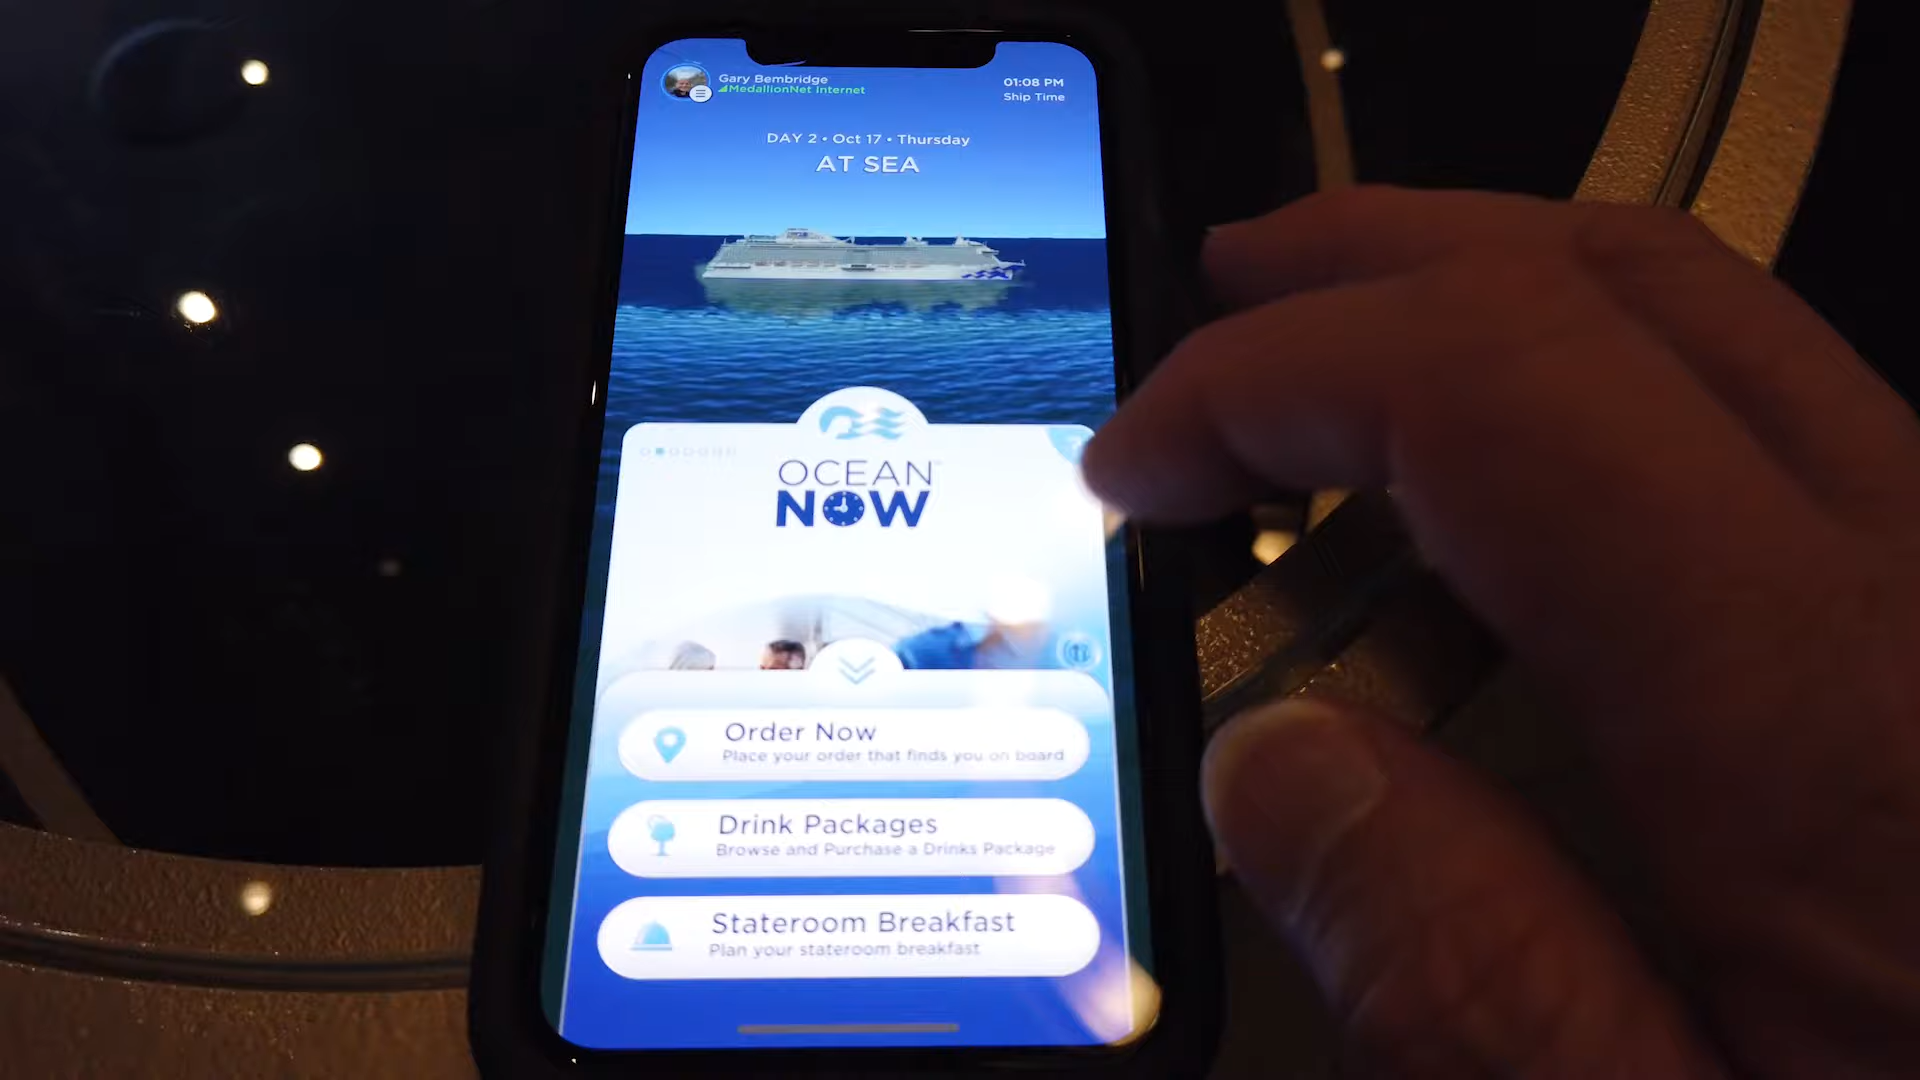 Gary Bembridge
MedallionNet Internet
01:08 PM
Ship Time
DAY 2 • Oct 17 • Thursday
AT SEA
OCEAN™
NOW
Order Now
Place your order that finds you on board
Drink Packages
Browse and Purchase a Drinks Package
Stateroom Breakfast
Plan your stateroom breakfast